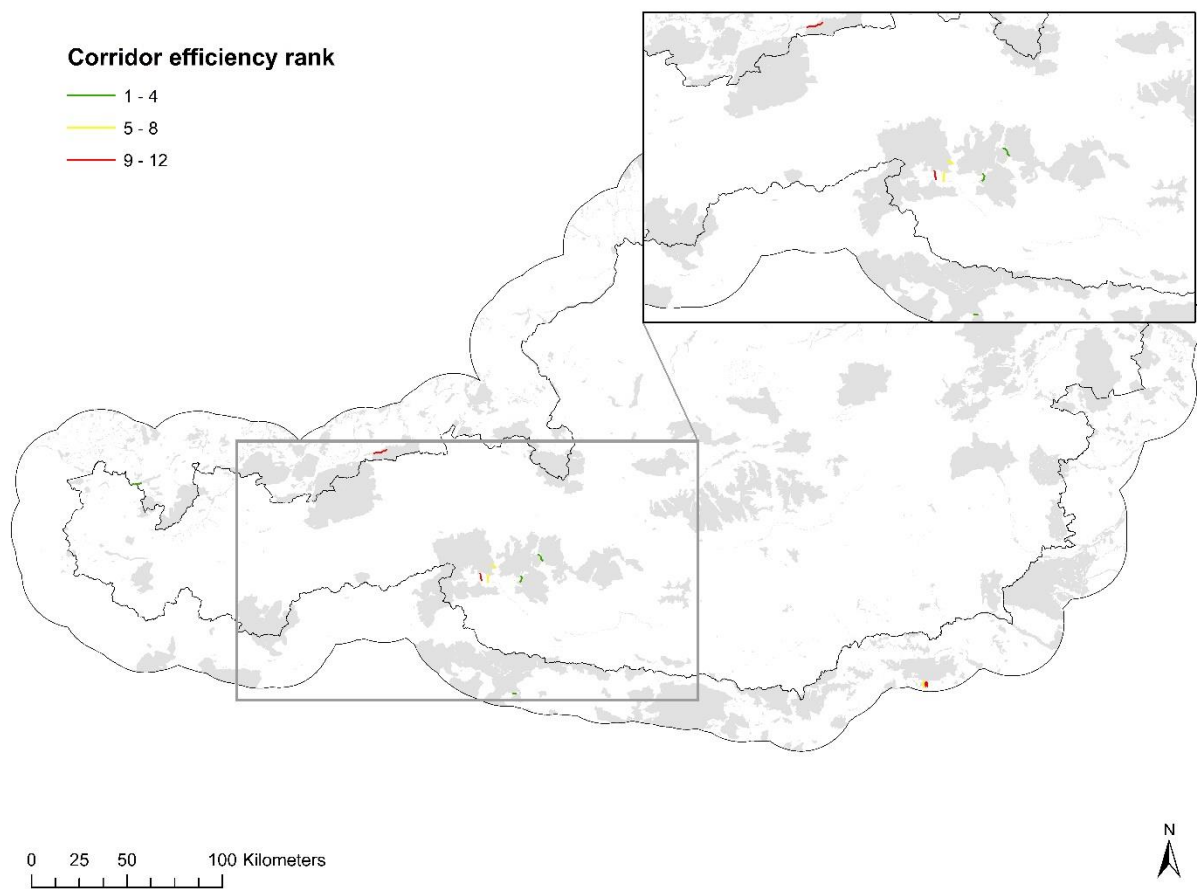 Corridor efficiency rank
1 - 4
5 - 8
9 - 12
N
0 25 50 100 Kilometers